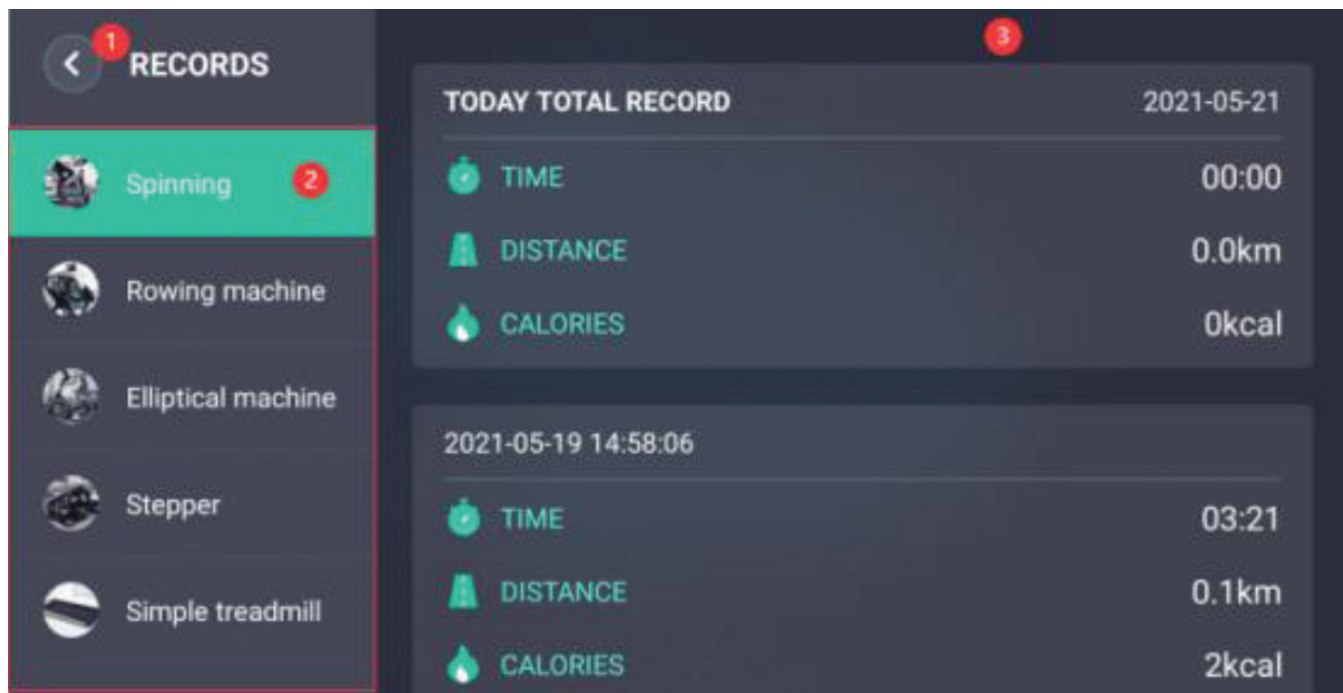 1
RECORDS
Spinning
2
Rowing machine
Elliptical machine
Stepper
Simple treadmill
3
TODAY TOTAL RECORD 2021-05-21
TIME 00:00
DISTANCE 0.0km
CALORIES 0kcal
2021-05-19 14:58:06
TIME 03:21
DISTANCE 0.1km
CALORIES 2kcal